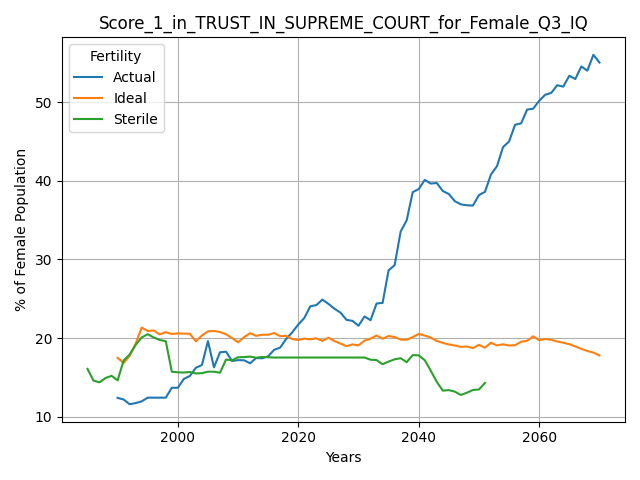 Score_1_in_TRUST_IN_SUPREME_COURT_for_Female_Q3_IQ
Fertility
Actual
Ideal
Sterile
% of Female Population
50
40
30
20
10
2000 2020 2040 2060
Years